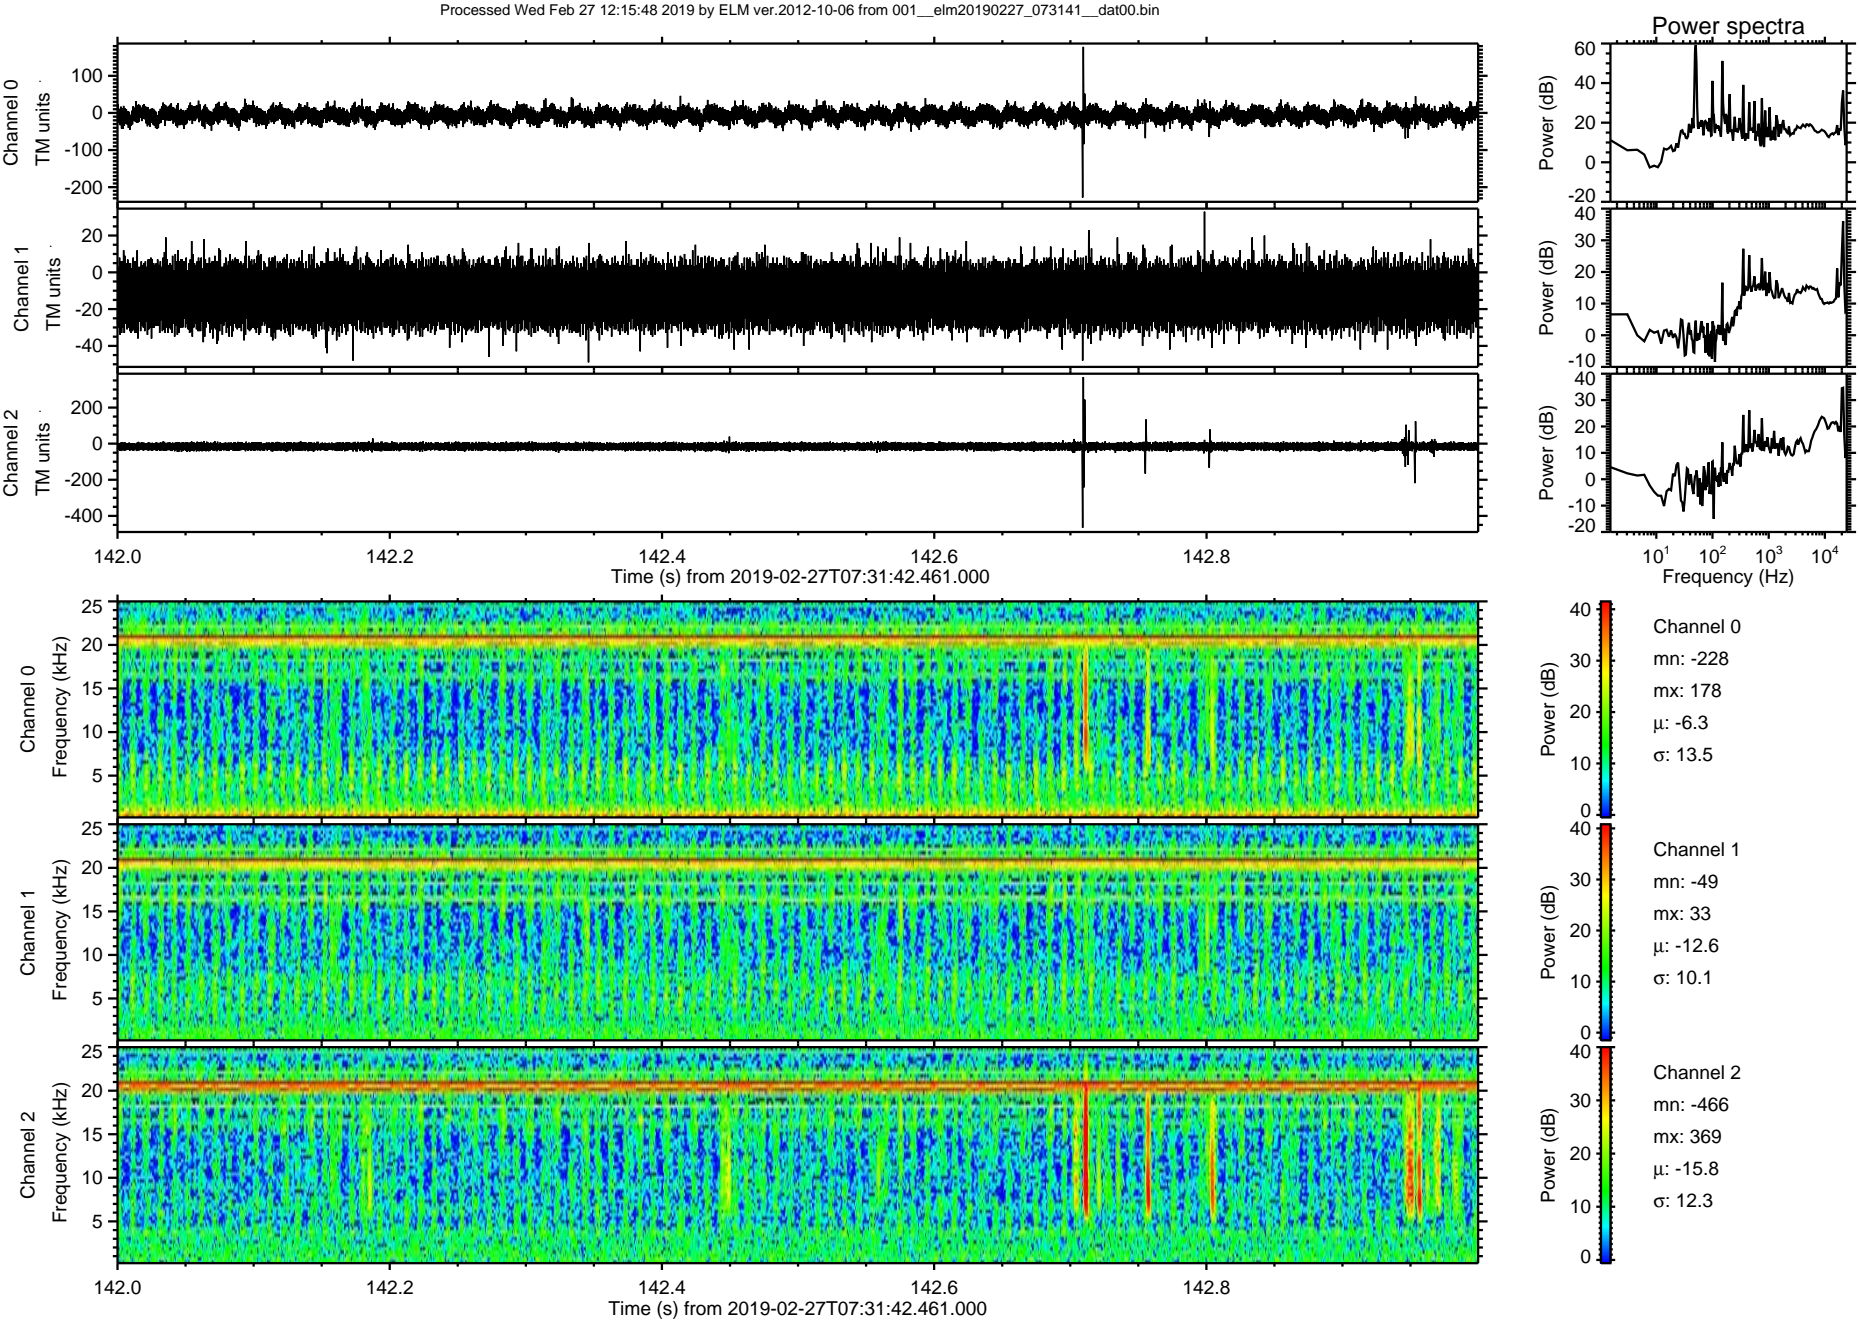 Processed Wed Feb 27 12:15:48 2019 by ELM ver.2012-10-06 from 001__elm20190227_073141__dat00.bin
Power spectra
Channel 0
TM units
100
0
-100
-200
Power (dB)
60
40
20
0
-20
Channel 1
TM units
20
0
-20
-40
Power (dB)
40
30
20
10
0
-10
Channel 2
TM units
200
0
-200
-400
Power (dB)
40
30
20
10
0
-10
-20
142.0 142.2 142.4 142.6 142.8
Time (s) from 2019-02-27T07:31:42.461.000
10¹ 10² 10³ 10⁴
Frequency (Hz)
Channel 0
Frequency (kHz)
25
20
15
10
5
Power (dB)
40
30
20
10
0
Channel 0
mn: -228
mx: 178
μ: -6.3
σ: 13.5
Channel 1
Frequency (kHz)
25
20
15
10
5
Power (dB)
40
30
20
10
0
Channel 1
mn: -49
mx: 33
μ: -12.6
σ: 10.1
Channel 2
Frequency (kHz)
25
20
15
10
5
Power (dB)
40
30
20
10
0
Channel 2
mn: -466
mx: 369
μ: -15.8
σ: 12.3
142.0 142.2 142.4 142.6 142.8
Time (s) from 2019-02-27T07:31:42.461.000